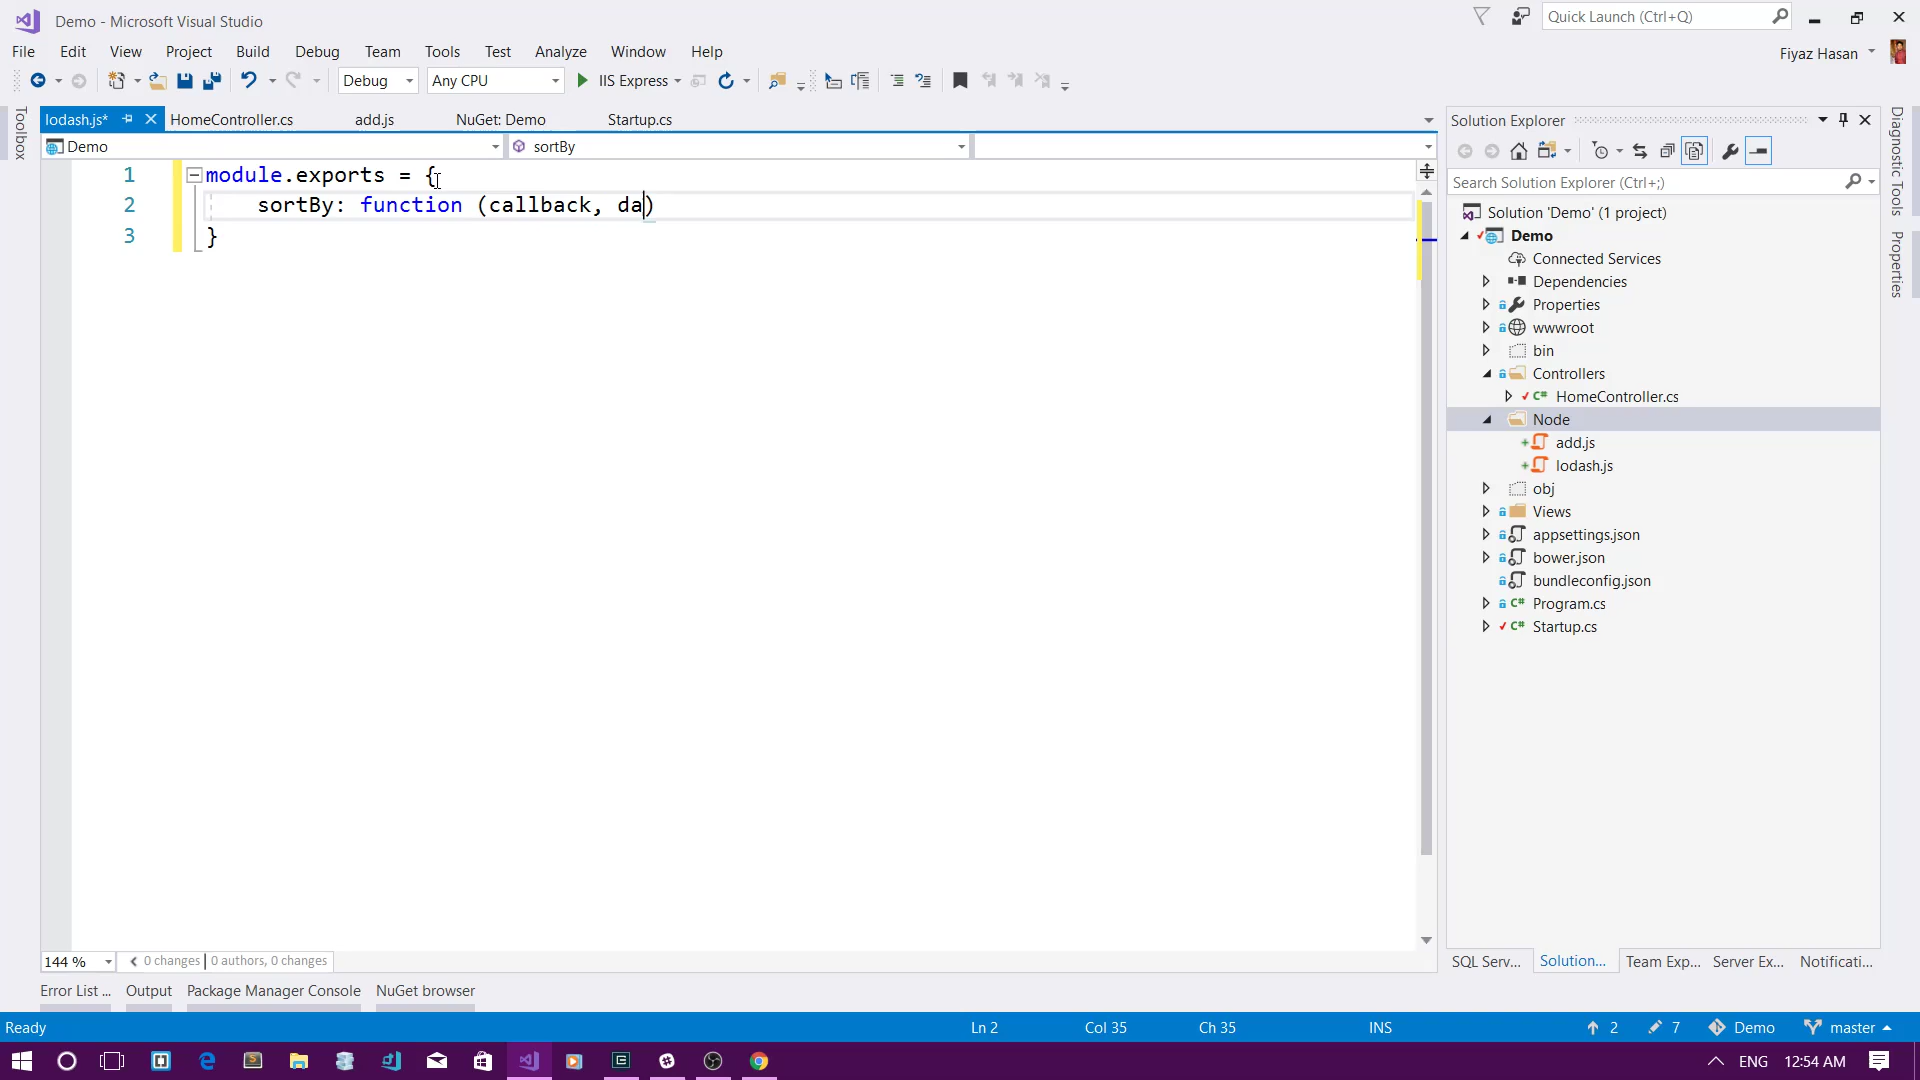 Demo - Microsoft Visual Studio
Quick Launch (Ctrl+Q)
File Edit View Project Build Debug Team Tools Test Analyze Window Help
Fiyaz Hasan
Debug Any CPU IIS Express
Toolbox
lodash.js* HomeController.cs add.js NuGet: Demo Startup.cs
Demo sortBy
1 module.exports = {
2 sortBy: function (callback, da)
3 }
144 % 0 changes | 0 authors, 0 changes
Solution Explorer
Search Solution Explorer (Ctrl+;)
Solution 'Demo' (1 project)
Demo
Connected Services
Dependencies
Properties
wwwroot
bin
Controllers
HomeController.cs
Node
add.js
lodash.js
obj
Views
appsettings.json
bower.json
bundleconfig.json
Program.cs
Startup.cs
SQL Serv... Solution... Team Exp... Server Ex... Notificati...
Diagnostic Tools
Properties
Error List ... Output Package Manager Console NuGet browser
Ready Ln 2 Col 35 Ch 35 INS 2 7 Demo master
ENG 12:54 AM